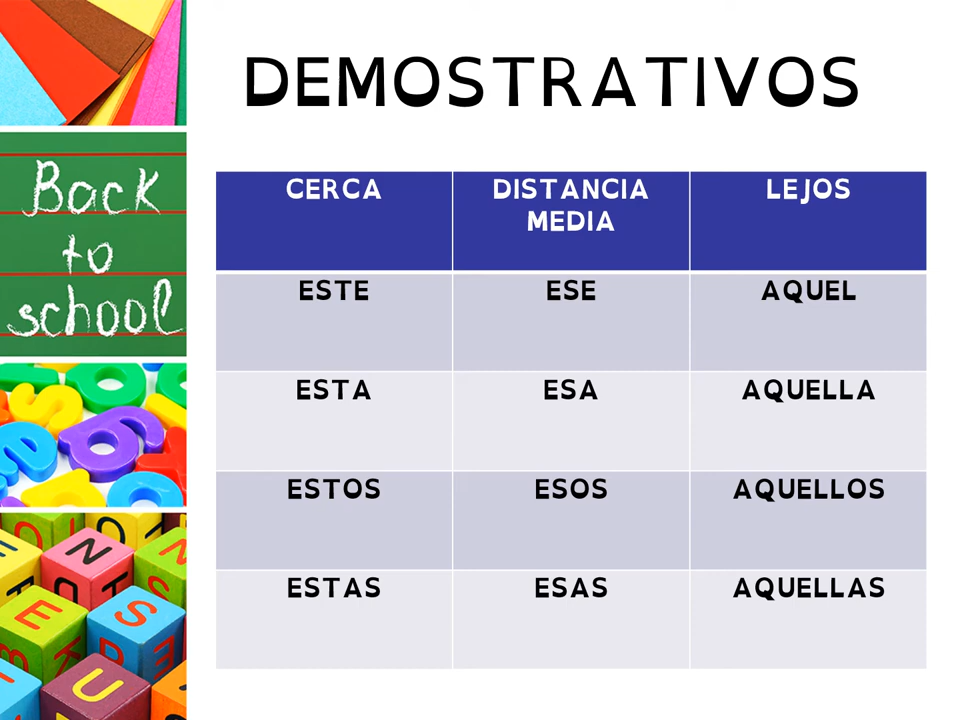 DEMOSTRATIVOS
Back
to
school
CERCA
DISTANCIA
MEDIA
LEJOS
ESTE
ESE
AQUEL
ESTA
ESA
AQUELLA
ESTOS
ESOS
AQUELLOS
ESTAS
ESAS
AQUELLAS